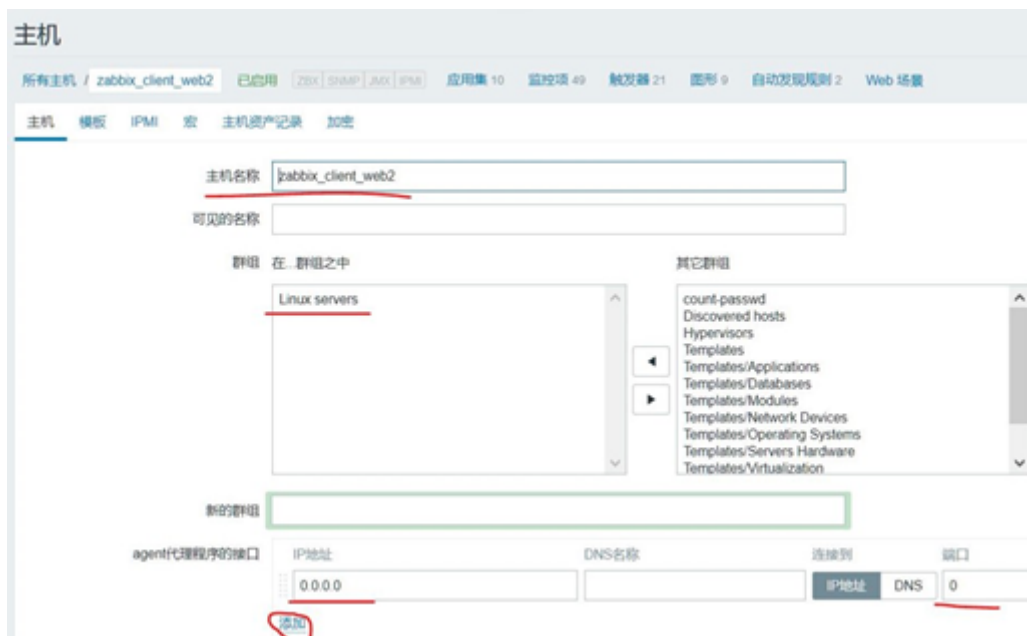 主机
所有主机 / zabbix_client_web2 已启用 ZBX SNMP JMX IPMI 应用集 10 监控项 49 触发器 21 图形 9 自动发现规则 2 Web 场景
主机 模板 IPMI 宏 主机资产记录 加密
主机名称 zabbix_client_web2
可见的名称
群组 在...群组之中 其它群组
Linux servers count-passwd
Discovered hosts
Hypervisors
Templates
Templates/Applications
Templates/Databases
Templates/Modules
Templates/Network Devices
Templates/Operating Systems
Templates/Servers Hardware
Templates/Virtualization
新的群组
agent代理程序的接口 IP地址 DNS名称 连接到 端口
0.0.0.0 IP地址 DNS 0
添加